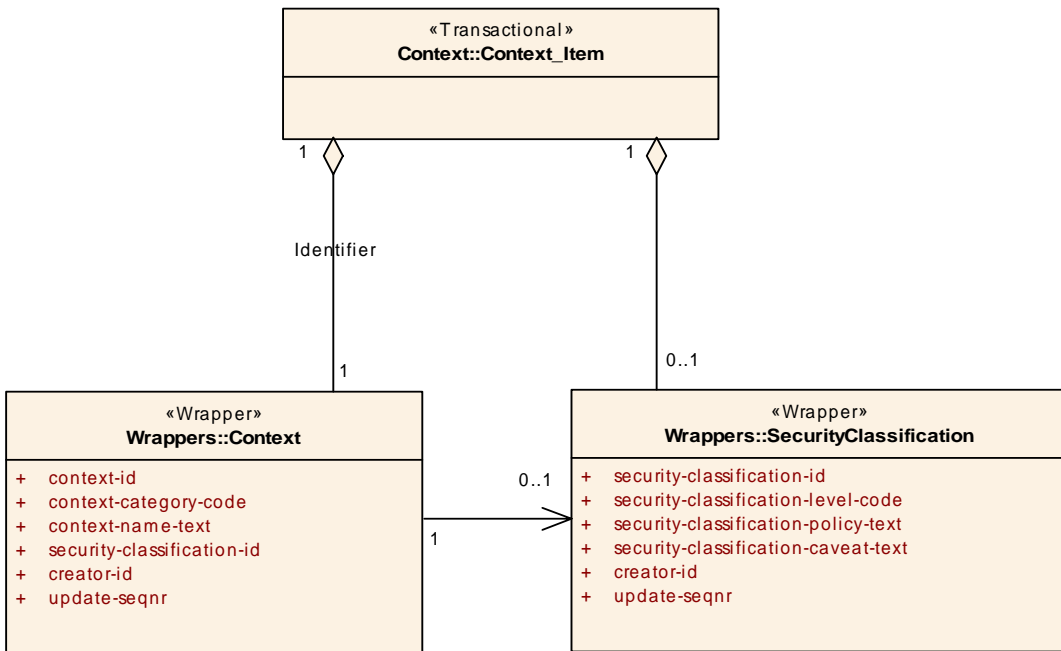 «Transactional»
Context::Context_Item
1
1
Identifier
1
0..1
«Wrapper»
Wrappers::Context
+ context-id
+ context-category-code
+ context-name-text
+ security-classification-id
+ creator-id
+ update-seqnr
0..1
1
«Wrapper»
Wrappers::SecurityClassification
+ security-classification-id
+ security-classification-level-code
+ security-classification-policy-text
+ security-classification-caveat-text
+ creator-id
+ update-seqnr